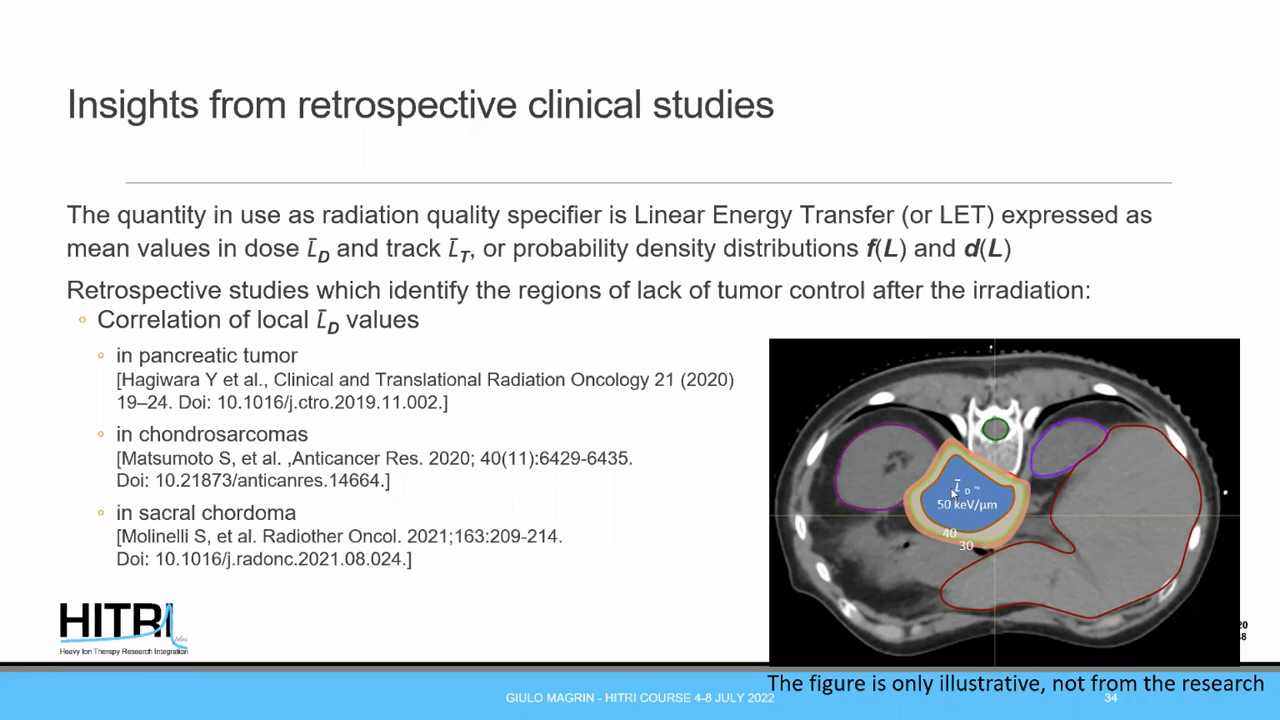 Insights from retrospective clinical studies
The quantity in use as radiation quality specifier is Linear Energy Transfer (or LET) expressed as
mean values in dose L̄D and track L̄T, or probability density distributions f(L) and d(L)
Retrospective studies which identify the regions of lack of tumor control after the irradiation:
◦ Correlation of local L̄D values
◦ in pancreatic tumor
[Hagiwara Y et al., Clinical and Translational Radiation Oncology 21 (2020)
19–24. Doi: 10.1016/j.ctro.2019.11.002.]
◦ in chondrosarcomas
[Matsumoto S, et al. ,Anticancer Res. 2020; 40(11):6429-6435.
Doi: 10.21873/anticanres.14664.]
◦ in sacral chordoma
[Molinelli S, et al. Radiother Oncol. 2021;163:209-214.
Doi: 10.1016/j.radonc.2021.08.024.]
L̄D
50 keV/µm
40
30
HITRI
Heavy Ion Therapy Research Integration
The figure is only illustrative, not from the research
GIULO MAGRIN - HITRI COURSE 4-8 JULY 2022
34